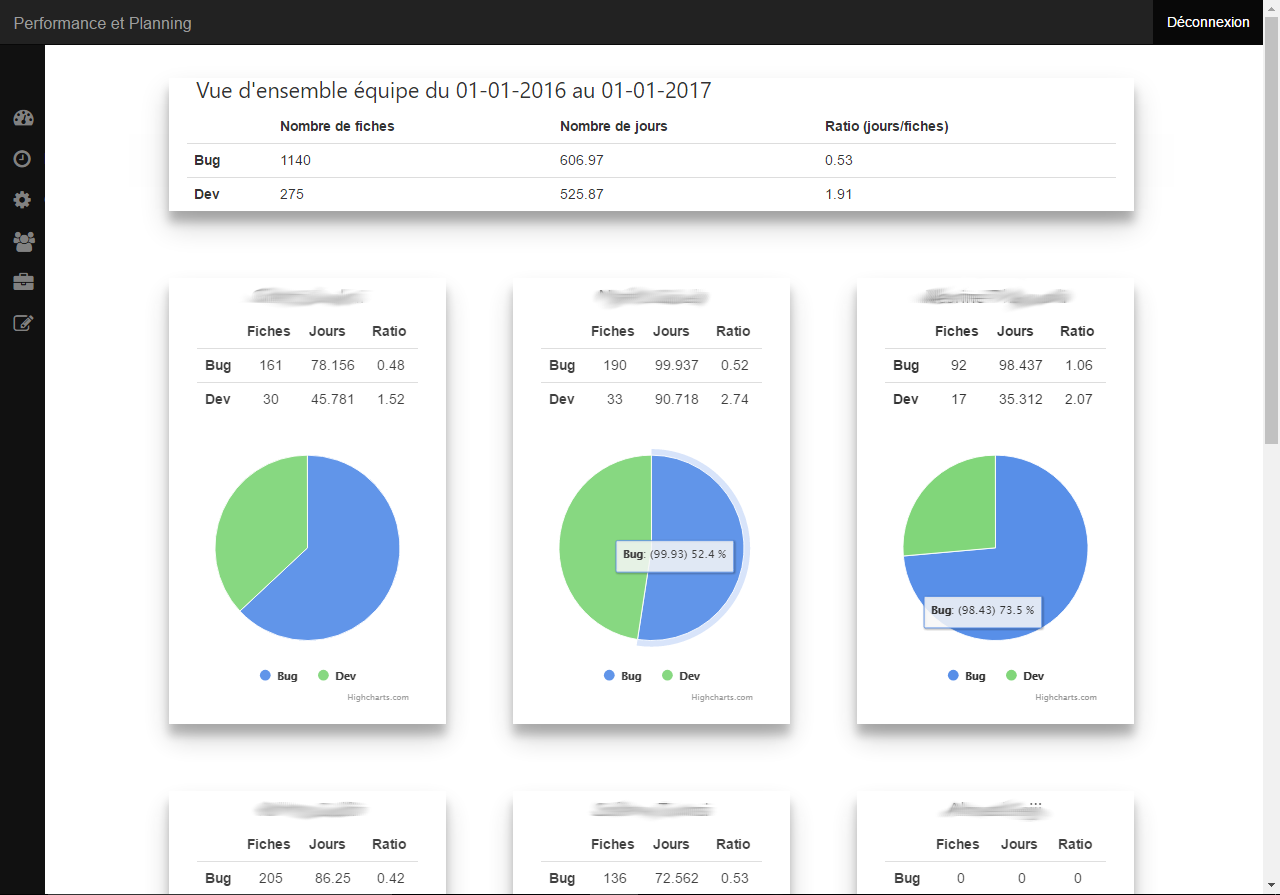 Performance et Planning Déconnexion
Vue d'ensemble équipe du 01-01-2016 au 01-01-2017
Nombre de fiches Nombre de jours Ratio (jours/fiches)
Bug 1140 606.97 0.53
Dev 275 525.87 1.91
Fiches Jours Ratio
Bug 161 78.156 0.48
Dev 30 45.781 1.52
Bug Dev
Highcharts.com
Fiches Jours Ratio
Bug 190 99.937 0.52
Dev 33 90.718 2.74
Bug: (99.93) 52.4 %
Bug Dev
Highcharts.com
Fiches Jours Ratio
Bug 92 98.437 1.06
Dev 17 35.312 2.07
Bug: (98.43) 73.5 %
Bug Dev
Highcharts.com
Fiches Jours Ratio
Bug 205 86.25 0.42
Fiches Jours Ratio
Bug 136 72.562 0.53
Fiches Jours Ratio
Bug 0 0 0